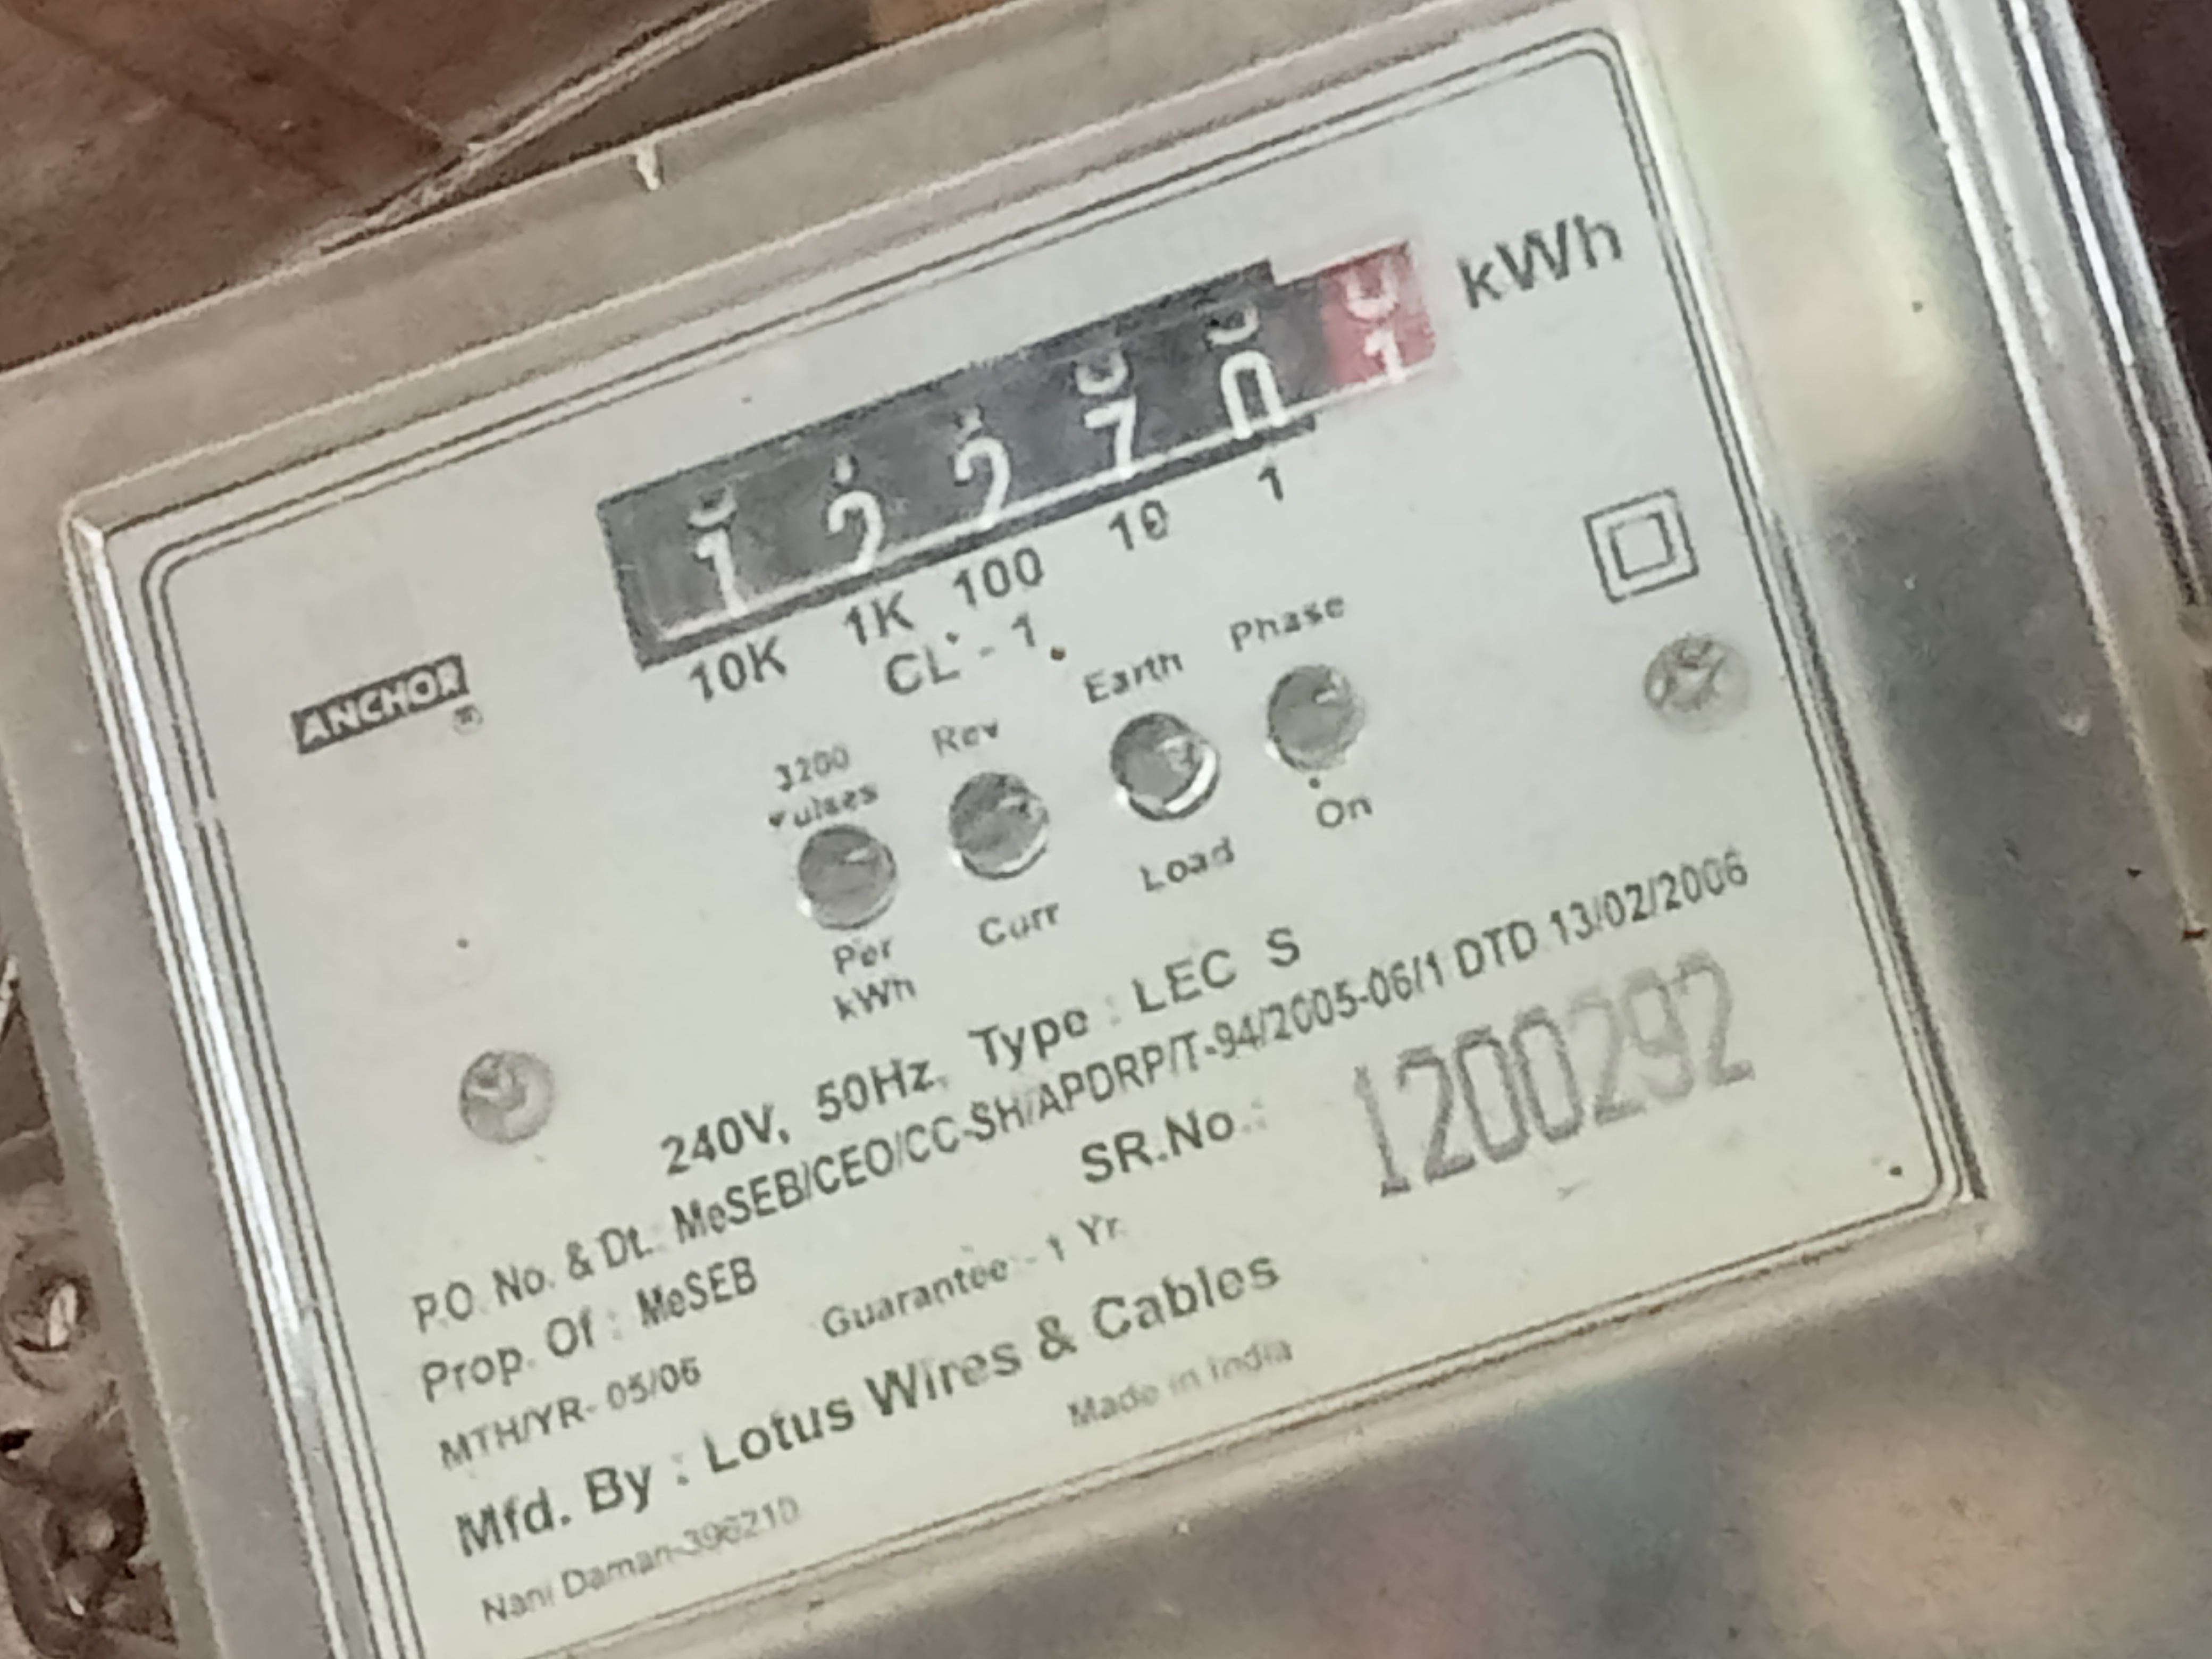 kWh
10K 1K 100 10 1
CL - 1
ANCHOR
®
3200 Pulses Rev Earth Phase
Per kWh Curr Load On
240V, 50Hz, Type : LEC S
P.O. No. & Dt. MeSEB/CEO/CC-SH/APDRP/T-94/2005-06/1 DTD 13/02/2006
Prop. Of : MeSEB SR.No.: 1200292
MTH/YR- 05/06 Guarantee - 1 Yr.
Mfd. By : Lotus Wires & Cables
Nani Daman-396210 Made in India